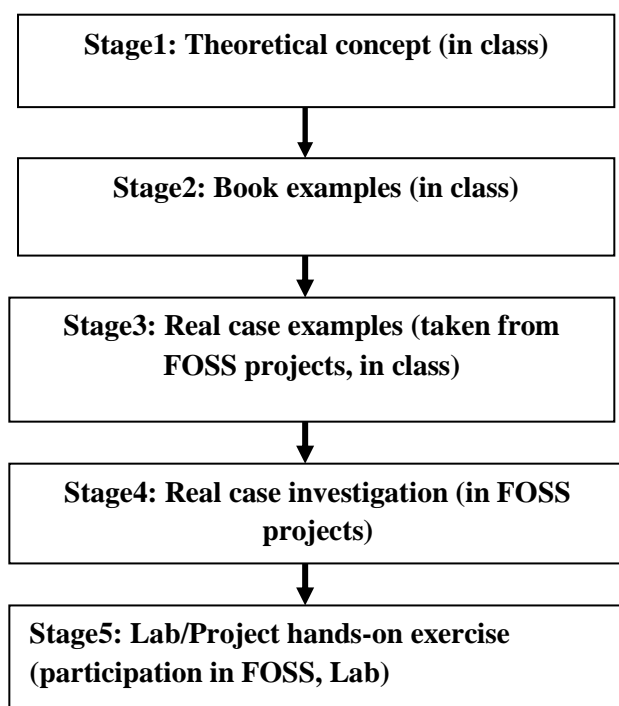 Stage1: Theoretical concept (in class)
Stage2: Book examples (in class)
Stage3: Real case examples (taken from
FOSS projects, in class)
Stage4: Real case investigation (in FOSS
projects)
Stage5: Lab/Project hands-on exercise
(participation in FOSS, Lab)